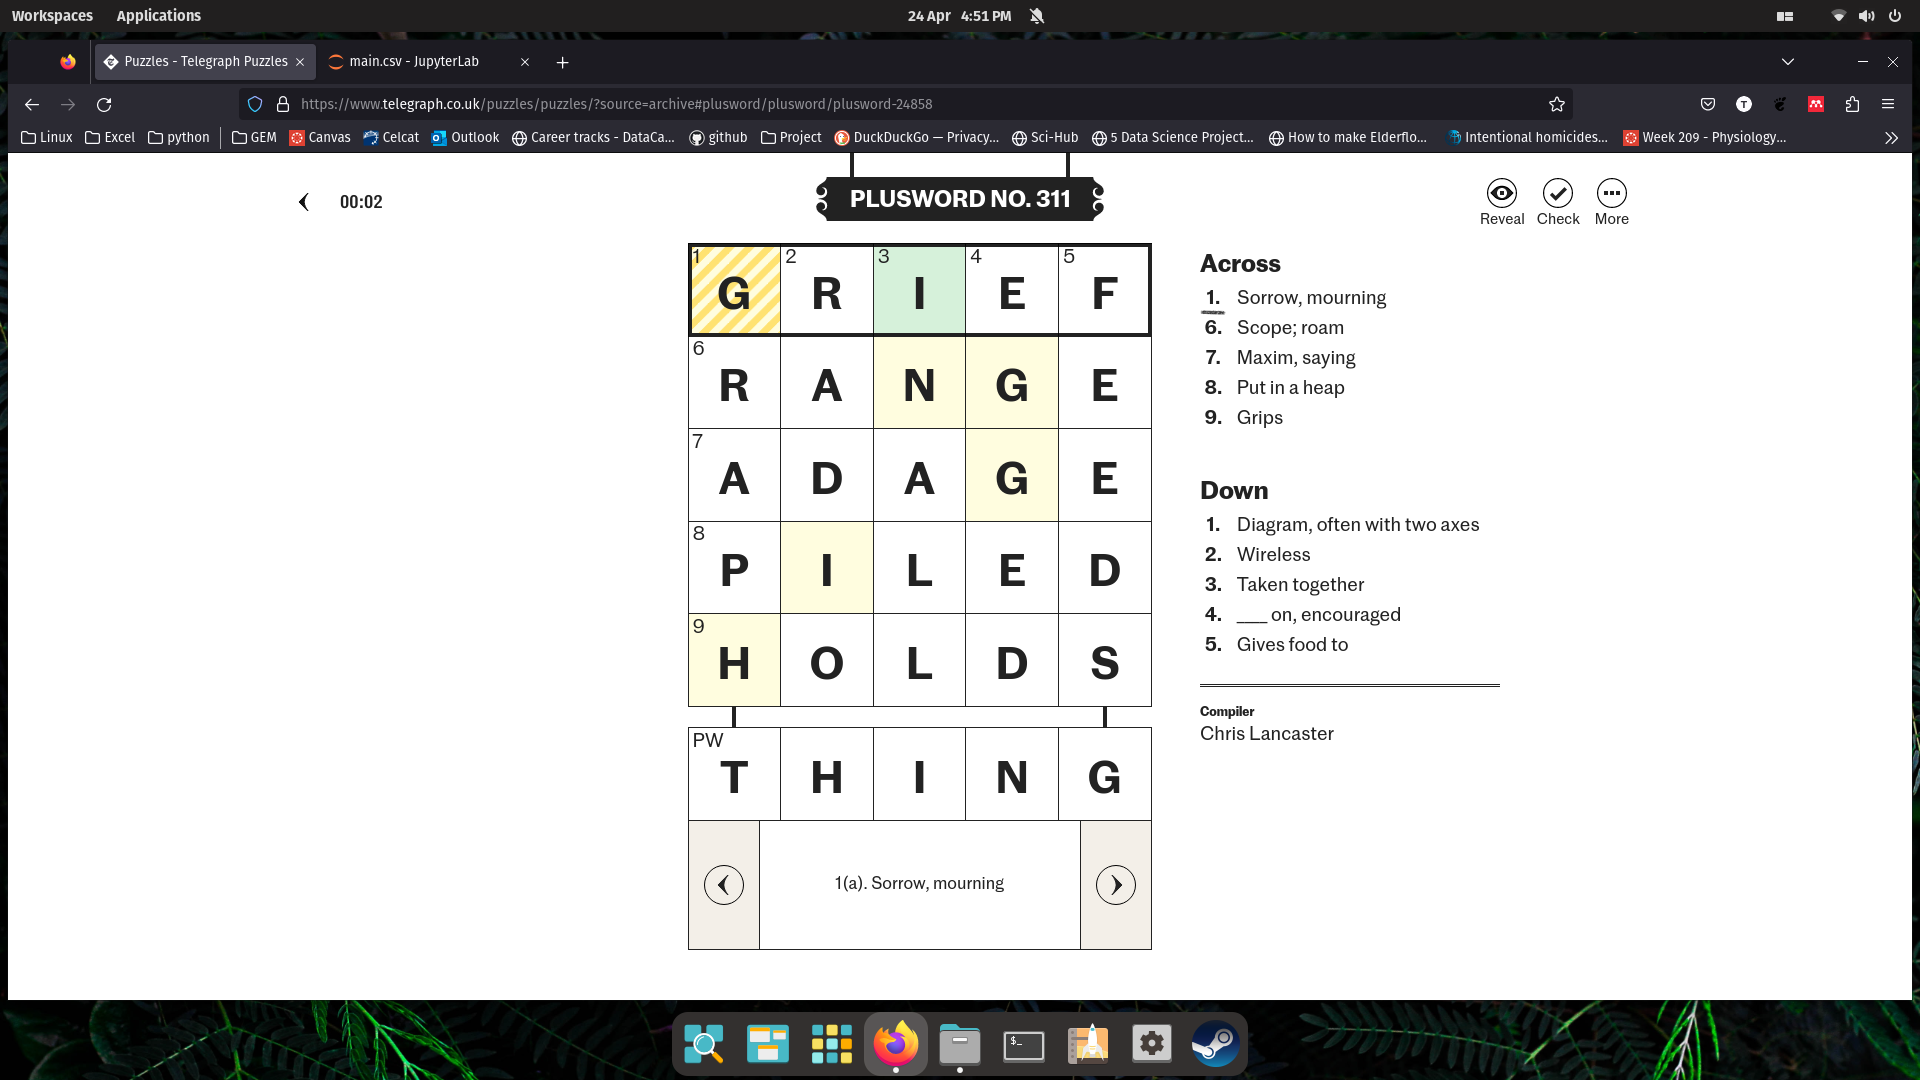 Workspaces Applications 24 Apr 4:51 PM
Puzzles - Telegraph Puzzles main.csv - JupyterLab
https://www.telegraph.co.uk/puzzles/puzzles/?source=archive#plusword/plusword/plusword-24858
Linux Excel python GEM Canvas Celcat Outlook Career tracks - DataCa... github Project DuckDuckGo — Privacy... Sci-Hub 5 Data Science Project... How to make Elderflo... Intentional homicides... Week 209 - Physiology...
00:02
PLUSWORD NO. 311
Reveal Check More
1 G 2 R 3 I 4 E 5 F
6 R A N G E
7 A D A G E
8 P I L E D
9 H O L D S
PW T H I N G
1(a). Sorrow, mourning
Across
1. Sorrow, mourning
6. Scope; roam
7. Maxim, saying
8. Put in a heap
9. Grips
Down
1. Diagram, often with two axes
2. Wireless
3. Taken together
4. ___ on, encouraged
5. Gives food to
Compiler
Chris Lancaster
$_